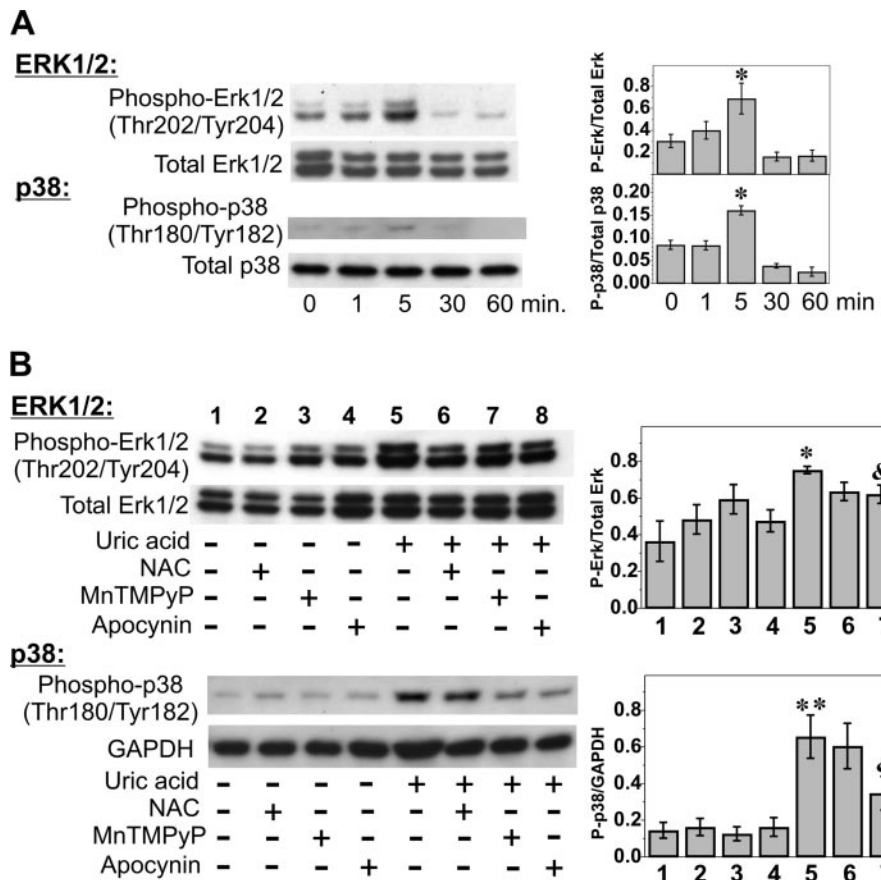 A
ERK1/2:
Phospho-Erk1/2
(Thr202/Tyr204)
Total Erk1/2
p38:
Phospho-p38
(Thr180/Tyr182)
Total p38
0 1 5 30 60 min.
P-Erk/Total Erk
0.8
0.6
0.4
0.2
*
P-p38/Total p38
0.20
0.15
0.10
0.05
0.00
*
0 1 5 30 60 min
B
ERK1/2:
1 2 3 4 5 6 7 8
Phospho-Erk1/2
(Thr202/Tyr204)
Total Erk1/2
Uric acid - - - - + + + +
NAC - + - - - + - -
MnTMPyP - - + - - - + -
Apocynin - - - + - - - +
P-Erk/Total Erk
0.8
0.6
0.4
0.2
0.0
*
1 2 3 4 5 6
p38:
Phospho-p38
(Thr180/Tyr182)
GAPDH
Uric acid - - - - + + + +
NAC - + - - - + - -
MnTMPyP - - + - - - + -
Apocynin - - - + - - - +
P-p38/GAPDH
0.8
0.6
0.4
0.2
0.0
**
1 2 3 4 5 6